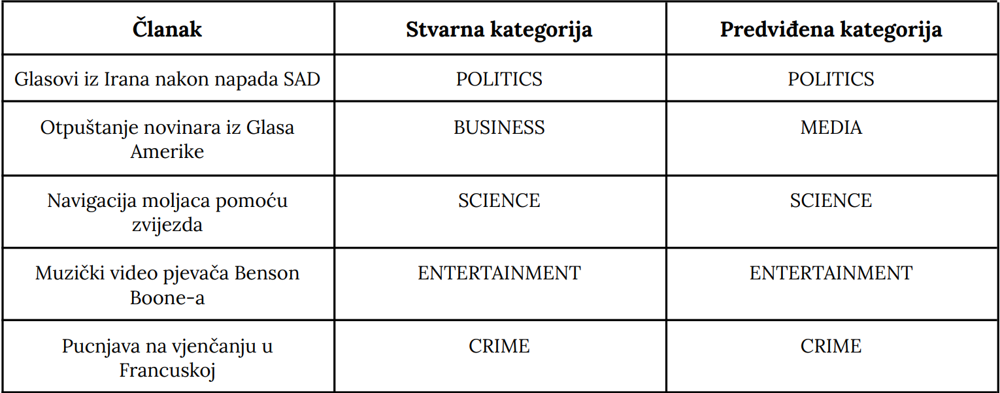 Članak Stvarna kategorija Predviđena kategorija
Glasovi iz Irana nakon napada SAD POLITICS POLITICS
Otpuštanje novinara iz Glasa BUSINESS MEDIA
Amerike
Navigacija moljaca pomoću SCIENCE SCIENCE
zvijezda
Muzički video pjevača Benson ENTERTAINMENT ENTERTAINMENT
Boone-a
Pucnjava na vjenčanju u CRIME CRIME
Francuskoj